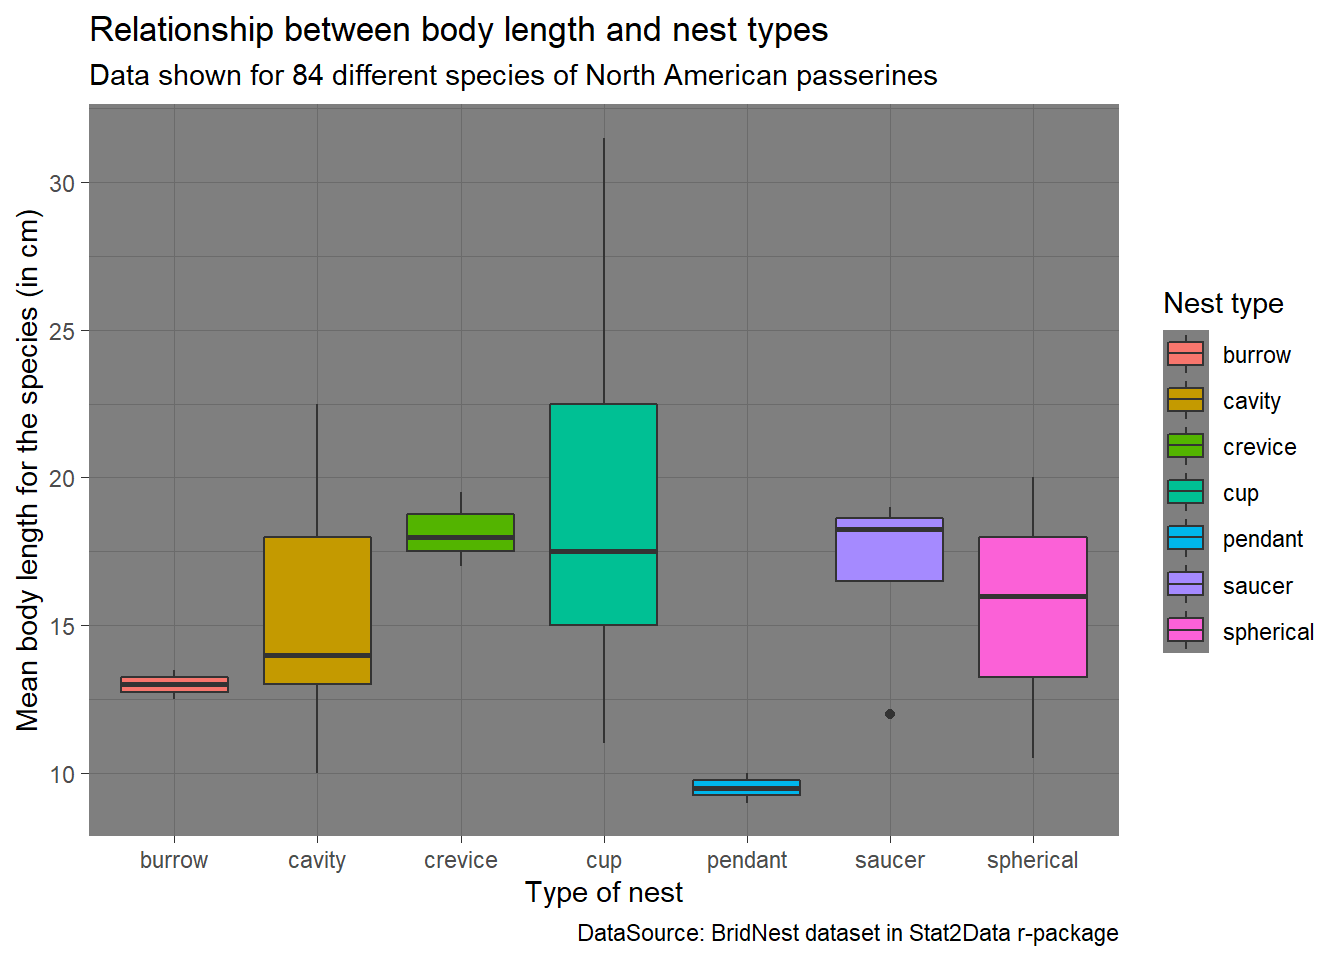 Relationship between body length and nest types
Data shown for 84 different species of North American passerines
Mean body length for the species (in cm)
30
25
20
15
10
burrow
cavity
crevice
cup
pendant
saucer
spherical
Type of nest
Nest type
burrow
cavity
crevice
cup
pendant
saucer
spherical
DataSource: BridNest dataset in Stat2Data r-package